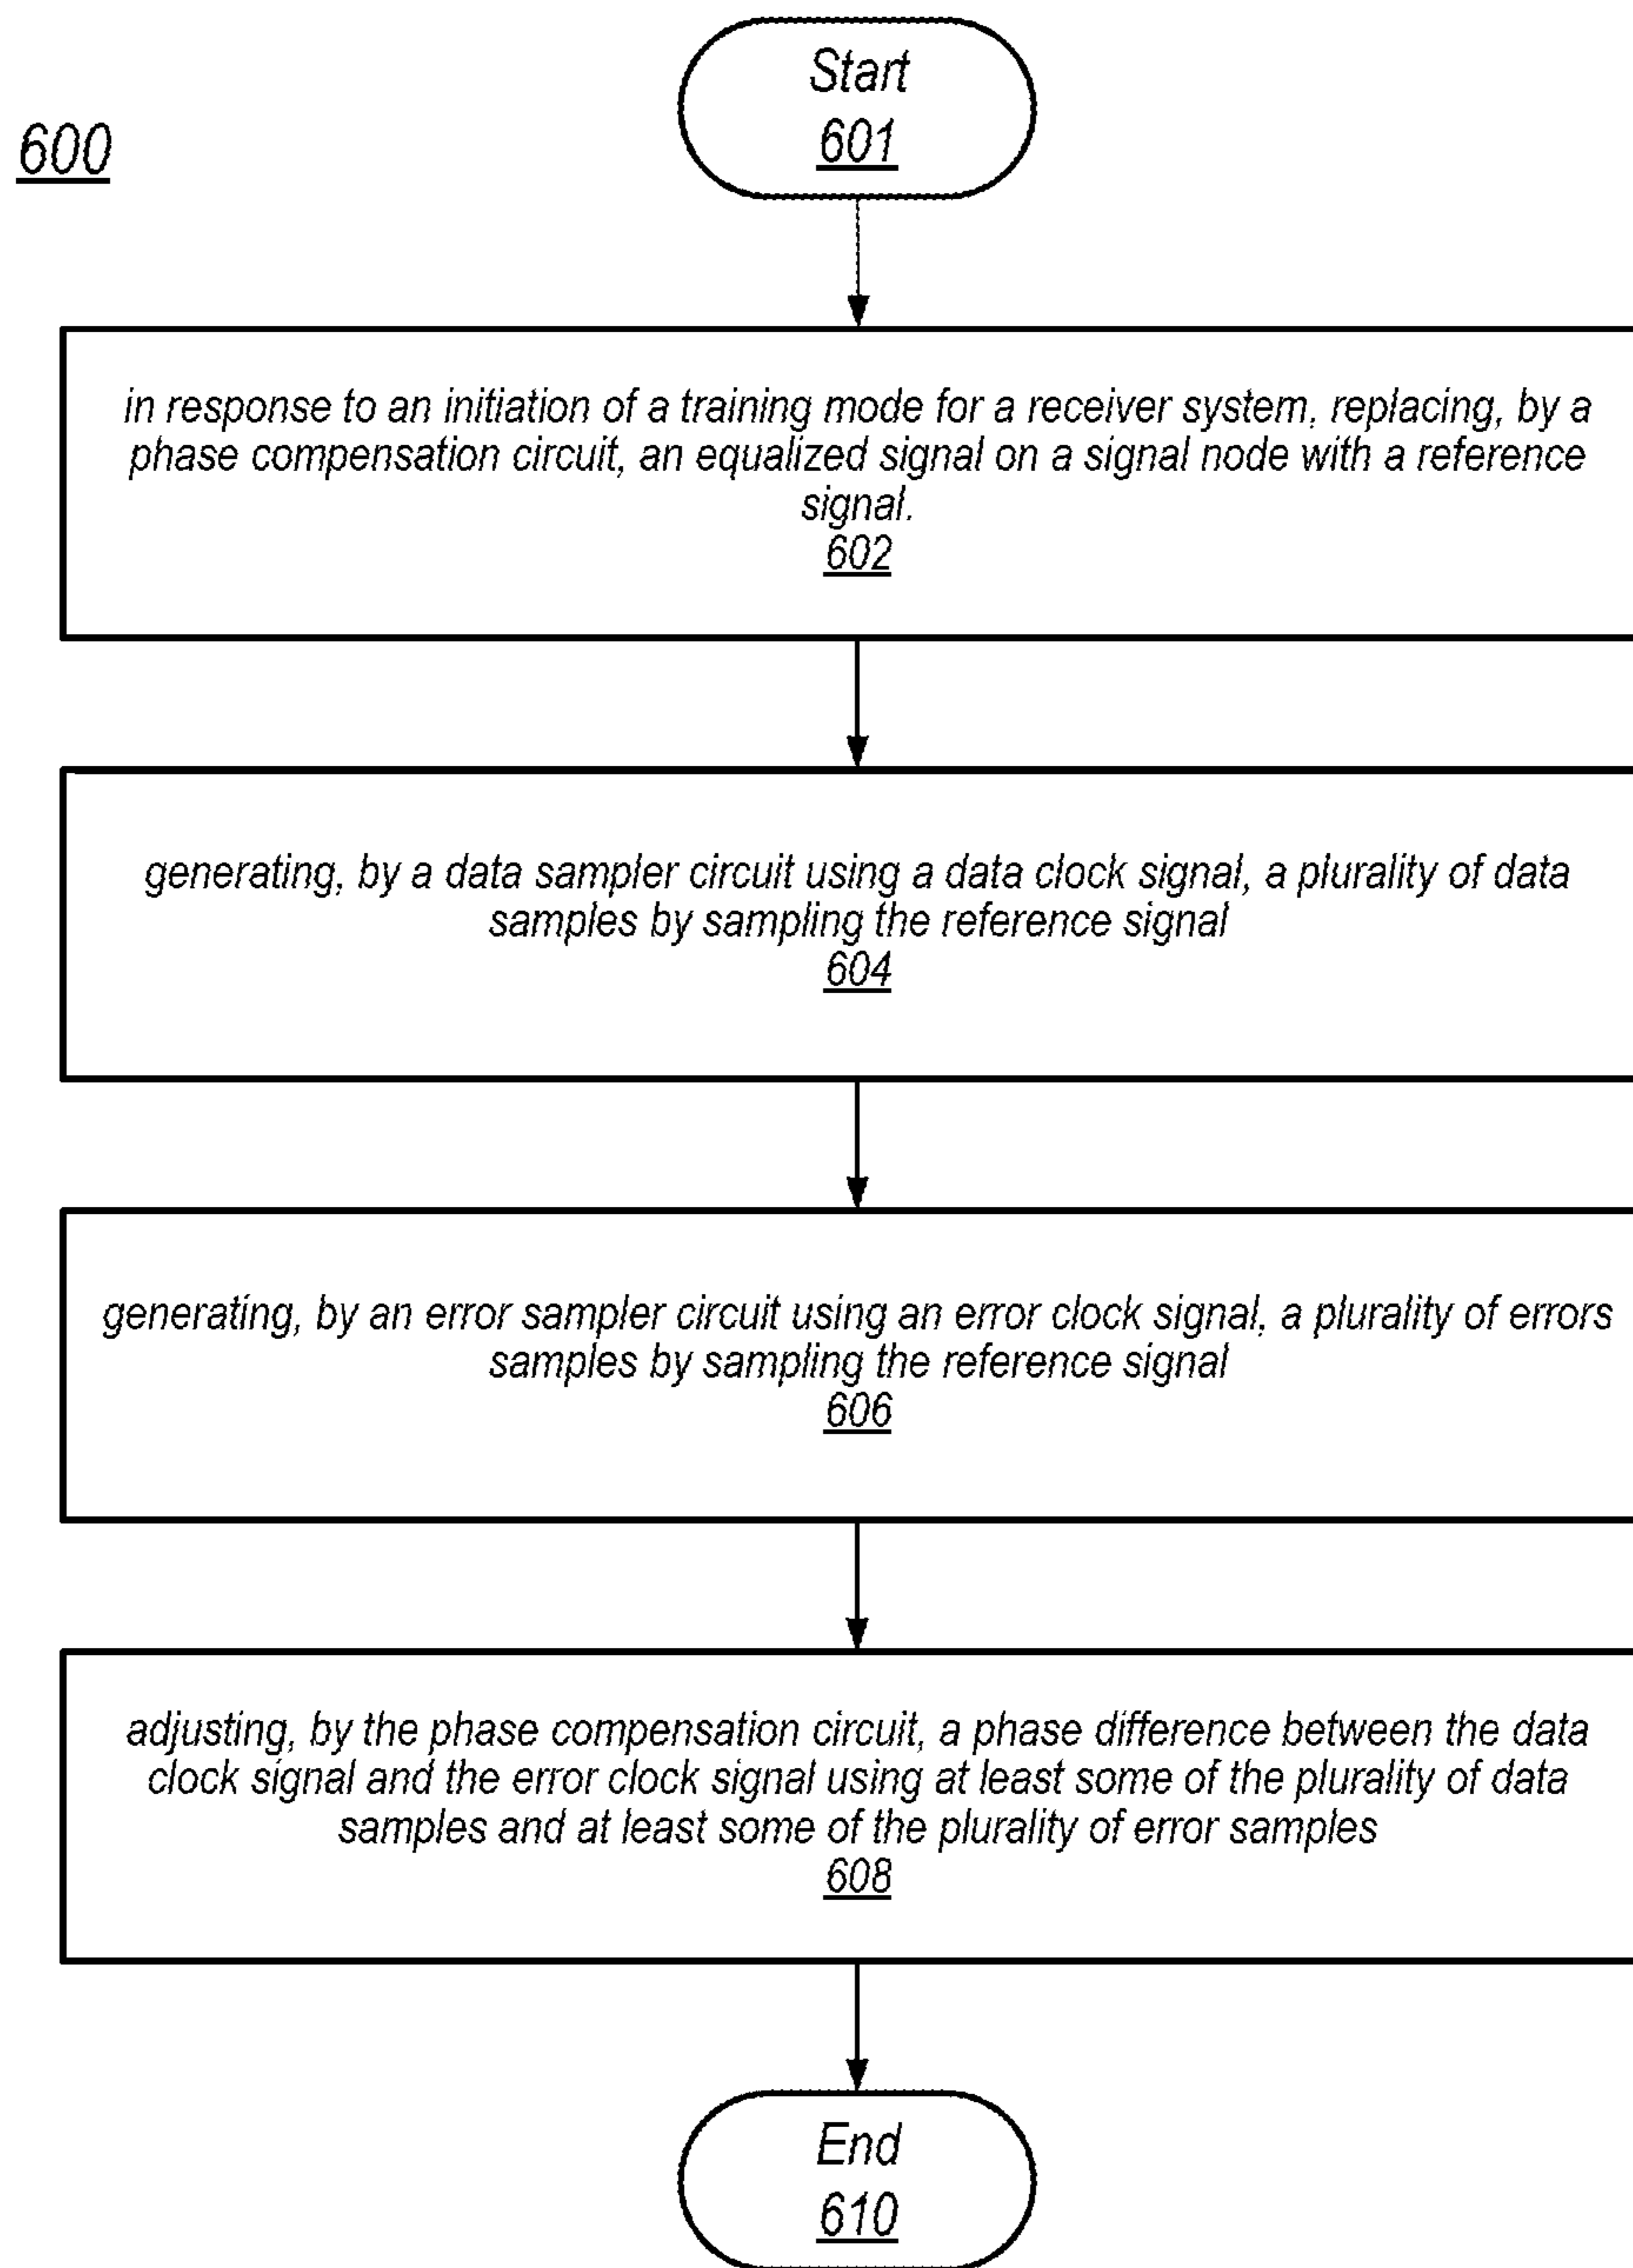 Start
601
600
in response to an initiation of a training mode for a receiver system, replacing, by a
phase compensation circuit, an equalized signal on a signal node with a reference
signal.
602
generating, by a data sampler circuit using a data clock signal, a plurality of data
samples by sampling the reference signal
604
generating, by an error sampler circuit using an error clock signal, a plurality of errors
samples by sampling the reference signal
606
adjusting, by the phase compensation circuit, a phase difference between the data
clock signal and the error clock signal using at least some of the plurality of data
samples and at least some of the plurality of error samples
608
End
610